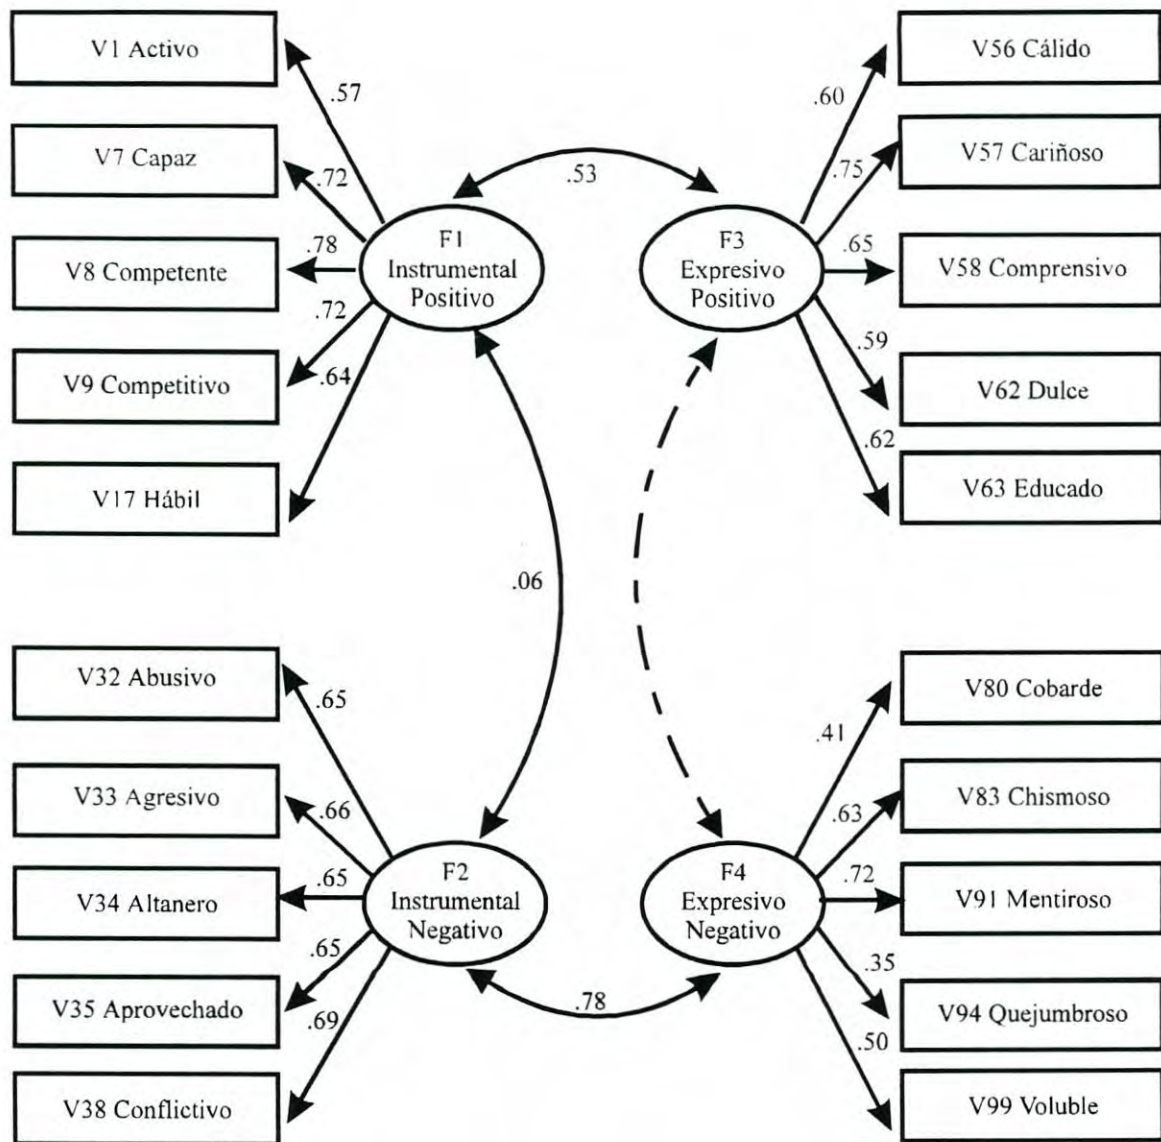 V1 Activo
V7 Capaz
V8 Competente
V9 Competitivo
V17 Hábil
.57
.72
.78
.72
.64
F1
Instrumental
Positivo
.53
F3
Expresivo
Positivo
.60
.75
.65
.59
.62
V56 Cálido
V57 Cariñoso
V58 Comprensivo
V62 Dulce
V63 Educado
.06
V32 Abusivo
V33 Agresivo
V34 Altanero
V35 Aprovechado
V38 Conflictivo
.65
.66
.65
.65
.69
F2
Instrumental
Negativo
.78
F4
Expresivo
Negativo
.41
.63
.72
.35
.50
V80 Cobarde
V83 Chismoso
V91 Mentiroso
V94 Quejumbroso
V99 Voluble